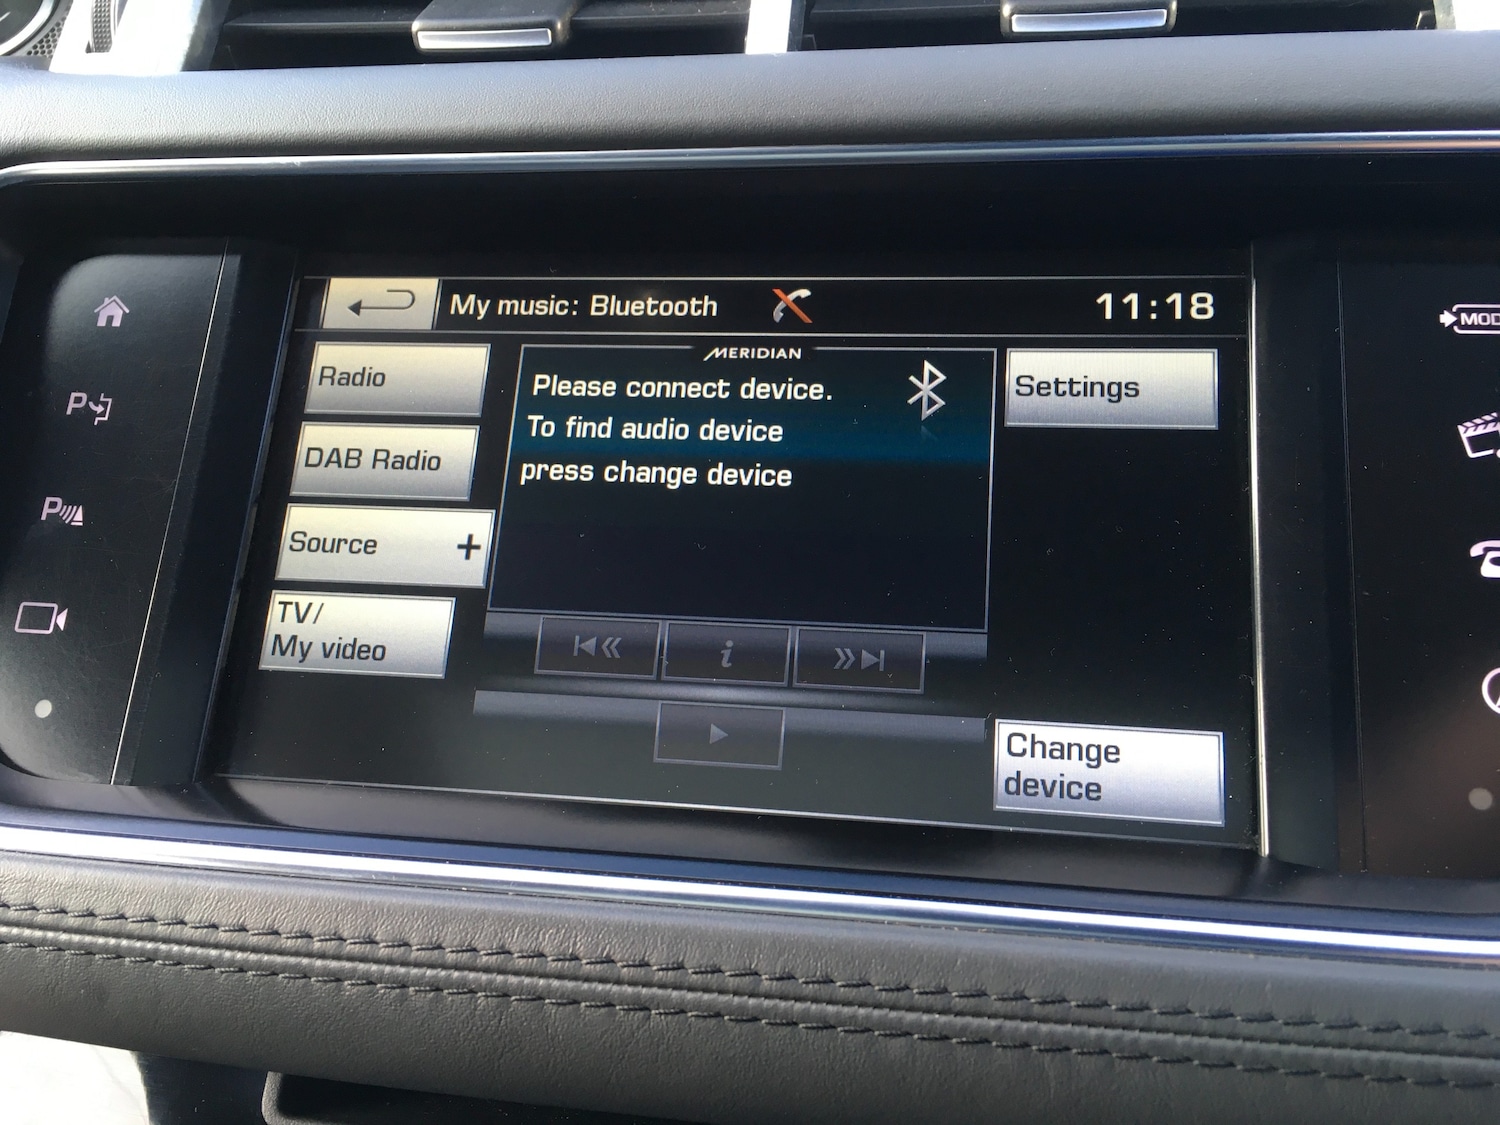 My music: Bluetooth
11:18
Radio
DAB Radio
Source +
TV/
My video
MERIDIAN
Please connect device.
To find audio device
press change device
i
Settings
Change
device
P
P